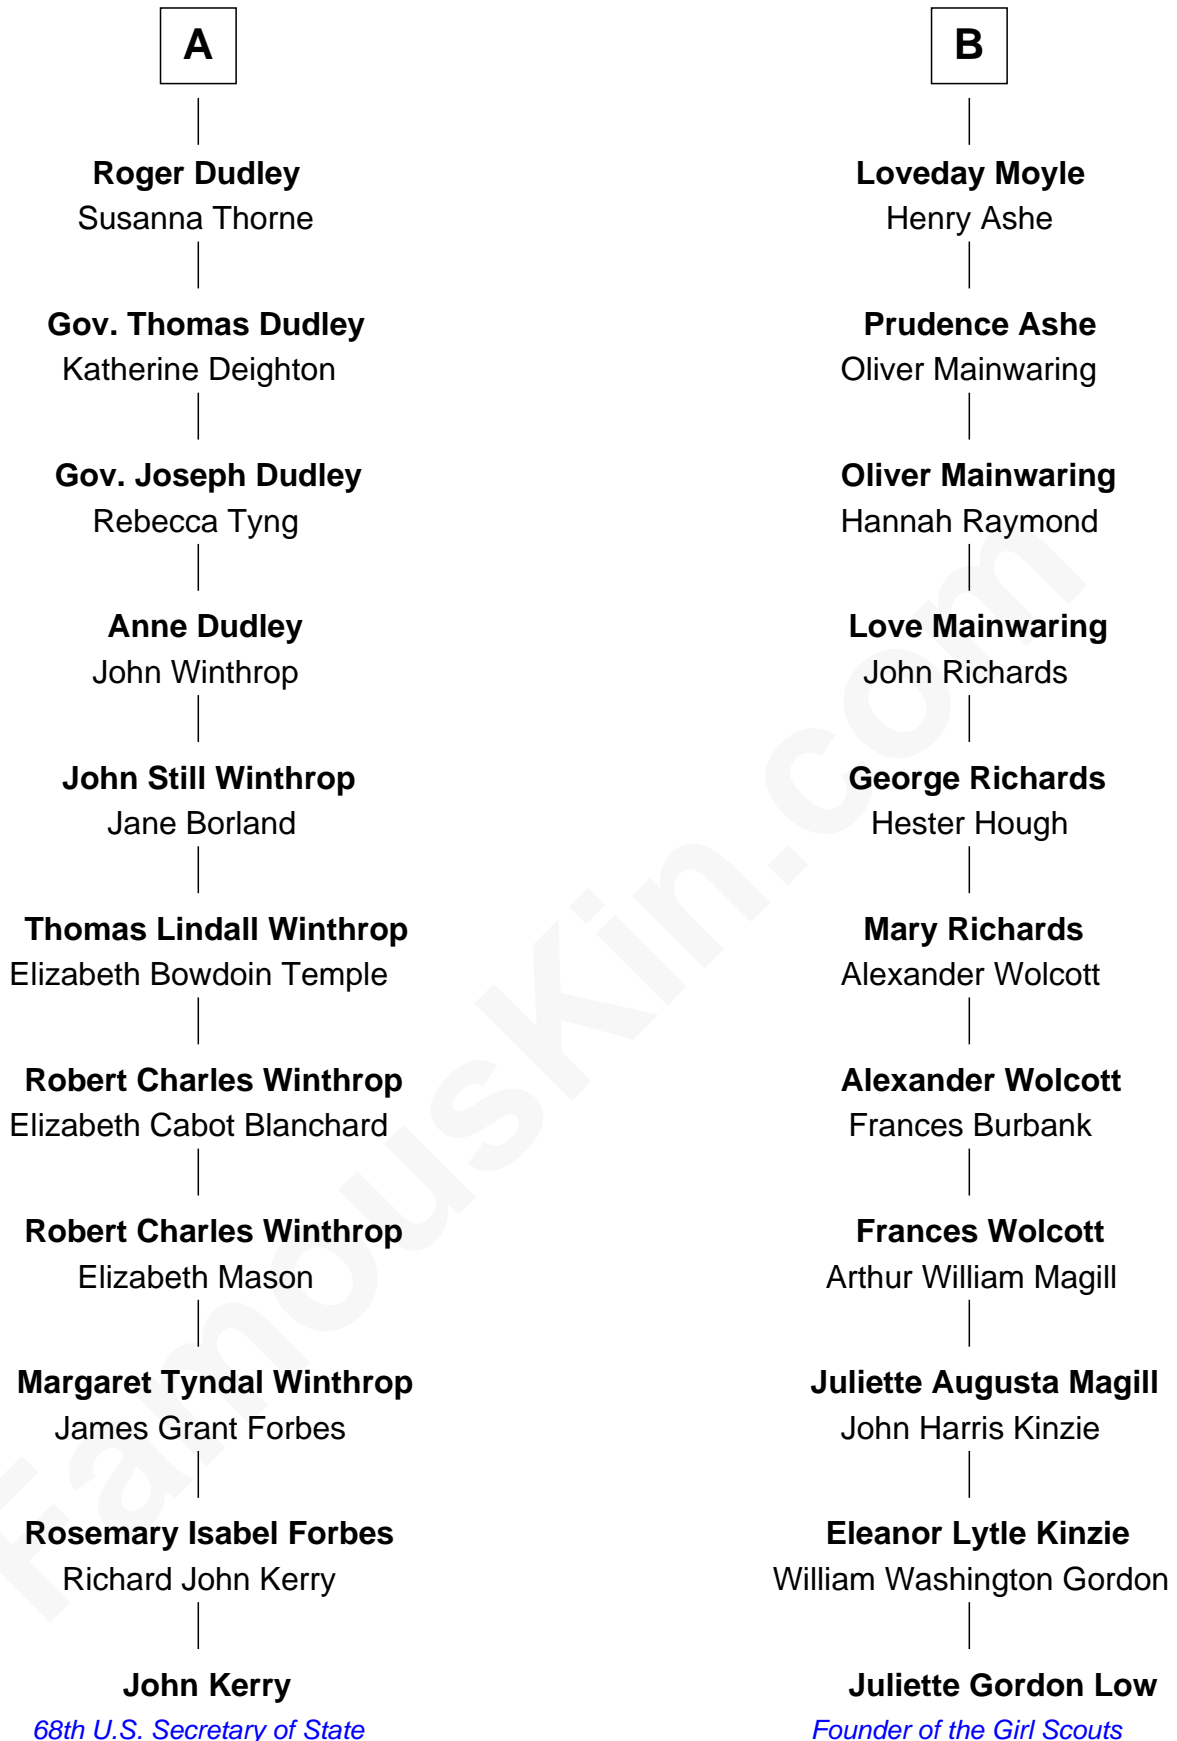 A
Roger Dudley
Susanna Thorne
Gov. Thomas Dudley
Katherine Deighton
Gov. Joseph Dudley
Rebecca Tyng
Anne Dudley
John Winthrop
John Still Winthrop
Jane Borland
Thomas Lindall Winthrop
Elizabeth Bowdoin Temple
Robert Charles Winthrop
Elizabeth Cabot Blanchard
Robert Charles Winthrop
Elizabeth Mason
Margaret Tyndal Winthrop
James Grant Forbes
Rosemary Isabel Forbes
Richard John Kerry
John Kerry
68th U.S. Secretary of State
B
Loveday Moyle
Henry Ashe
Prudence Ashe
Oliver Mainwaring
Oliver Mainwaring
Hannah Raymond
Love Mainwaring
John Richards
George Richards
Hester Hough
Mary Richards
Alexander Wolcott
Alexander Wolcott
Frances Burbank
Frances Wolcott
Arthur William Magill
Juliette Augusta Magill
John Harris Kinzie
Eleanor Lytle Kinzie
William Washington Gordon
Juliette Gordon Low
Founder of the Girl Scouts
FamousKin.com